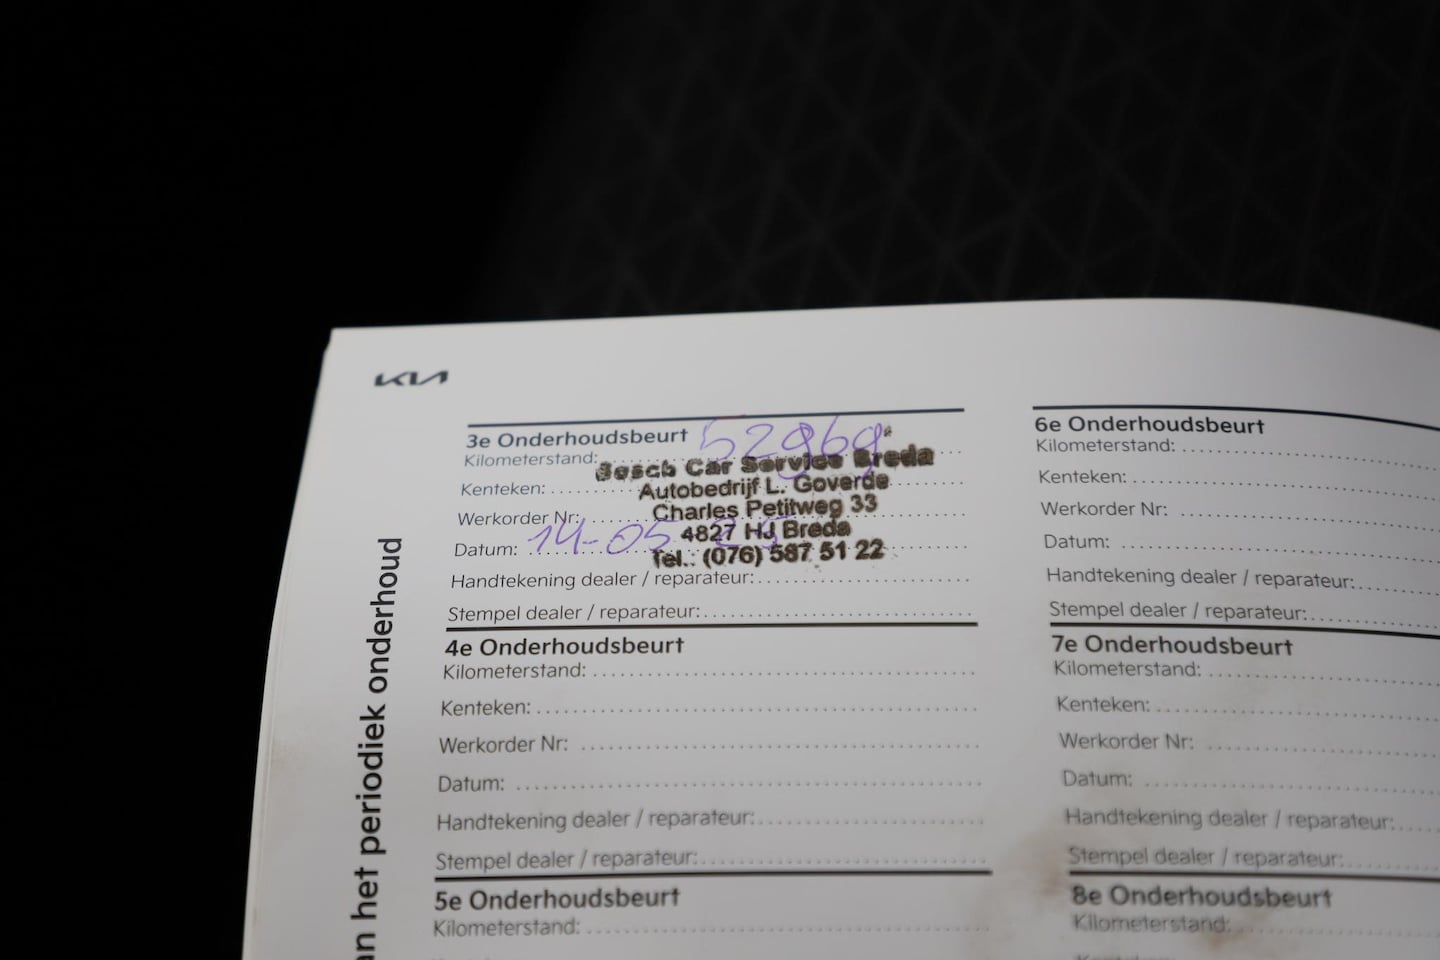 KIA
an het periodiek onderhoud
3e Onderhoudsbeurt
Kilometerstand: 52969
Kenteken:
Werkorder Nr:
Datum: 14-05 25
Handtekening dealer / reparateur:
Stempel dealer / reparateur:
Bosch Car Service Breda
Autobedrijf L. Goverde
Charles Petitweg 33
4827 HJ Breda
Tel.: (076) 587 51 22
4e Onderhoudsbeurt
Kilometerstand:
Kenteken:
Werkorder Nr:
Datum:
Handtekening dealer / reparateur:
Stempel dealer / reparateur:
5e Onderhoudsbeurt
Kilometerstand:
6e Onderhoudsbeurt
Kilometerstand:
Kenteken:
Werkorder Nr:
Datum:
Handtekening dealer / reparateur:
Stempel dealer / reparateur:
7e Onderhoudsbeurt
Kilometerstand:
Kenteken:
Werkorder Nr:
Datum:
Handtekening dealer / reparateur:
Stempel dealer / reparateur:
8e Onderhoudsbeurt
Kilometerstand:
Kenteken: